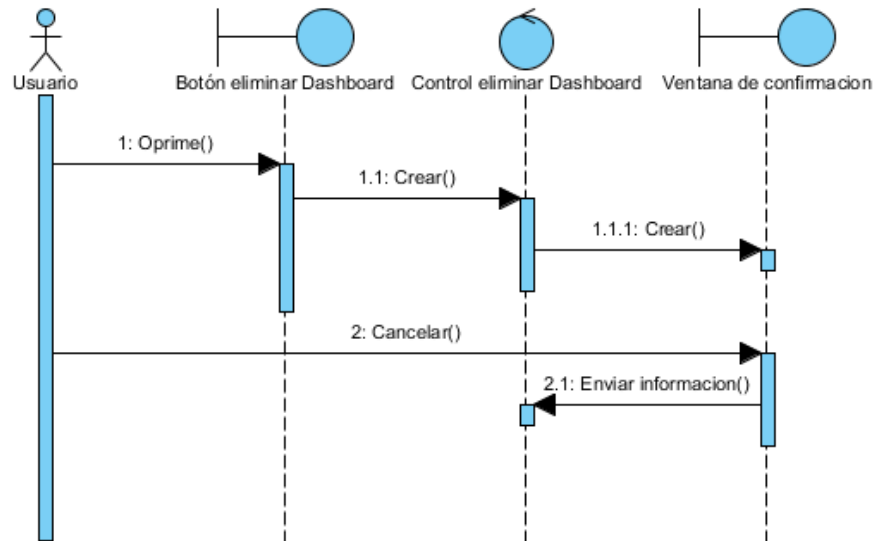 Usuario
Botón eliminar Dashboard
Control eliminar Dashboard
Ventana de confirmacion
1: Oprime()
1.1: Crear()
1.1.1: Crear()
2: Cancelar()
2.1: Enviar informacion()